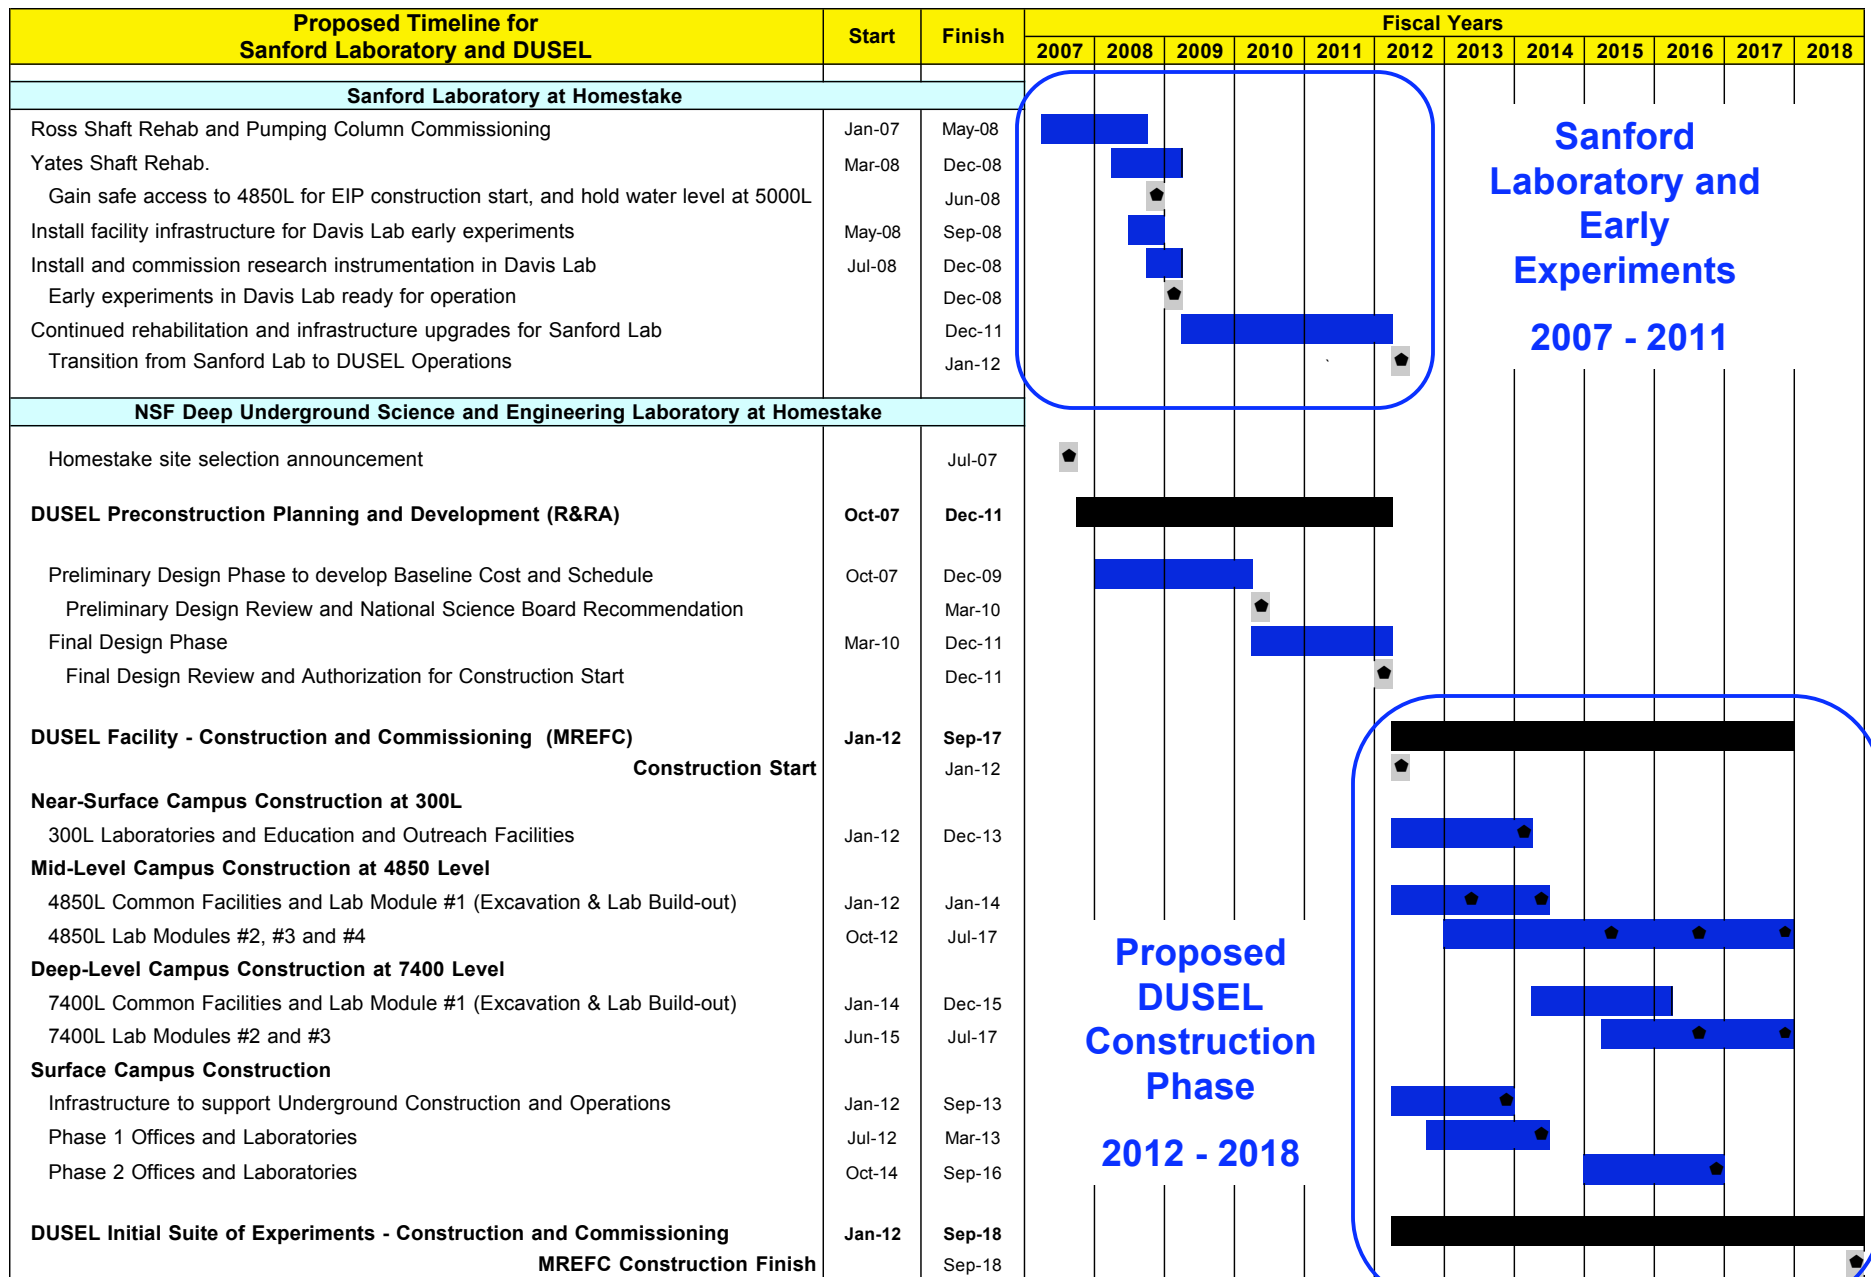 Proposed Timeline for
Sanford Laboratory and DUSEL
Start
Finish
Fiscal Years
2007 2008 2009 2010 2011 2012 2013 2014 2015 2016 2017 2018
Sanford Laboratory at Homestake
Ross Shaft Rehab and Pumping Column Commissioning Jan-07 May-08
Yates Shaft Rehab. Mar-08 Dec-08
Gain safe access to 4850L for EIP construction start, and hold water level at 5000L Jun-08
Install facility infrastructure for Davis Lab early experiments May-08 Sep-08
Install and commission research instrumentation in Davis Lab Jul-08 Dec-08
Early experiments in Davis Lab ready for operation Dec-08
Continued rehabilitation and infrastructure upgrades for Sanford Lab Dec-11
Transition from Sanford Lab to DUSEL Operations Jan-12
Sanford
Laboratory and
Early
Experiments
2007 - 2011
NSF Deep Underground Science and Engineering Laboratory at Homestake
Homestake site selection announcement Jul-07
DUSEL Preconstruction Planning and Development (R&RA) Oct-07 Dec-11
Preliminary Design Phase to develop Baseline Cost and Schedule Oct-07 Dec-09
Preliminary Design Review and National Science Board Recommendation Mar-10
Final Design Phase Mar-10 Dec-11
Final Design Review and Authorization for Construction Start Dec-11
DUSEL Facility - Construction and Commissioning (MREFC) Jan-12 Sep-17
Construction Start Jan-12
Near-Surface Campus Construction at 300L
300L Laboratories and Education and Outreach Facilities Jan-12 Dec-13
Mid-Level Campus Construction at 4850 Level
4850L Common Facilities and Lab Module #1 (Excavation & Lab Build-out) Jan-12 Jan-14
4850L Lab Modules #2, #3 and #4 Oct-12 Jul-17
Deep-Level Campus Construction at 7400 Level
7400L Common Facilities and Lab Module #1 (Excavation & Lab Build-out) Jan-14 Dec-15
7400L Lab Modules #2 and #3 Jun-15 Jul-17
Surface Campus Construction
Infrastructure to support Underground Construction and Operations Jan-12 Sep-13
Phase 1 Offices and Laboratories Jul-12 Mar-13
Phase 2 Offices and Laboratories Oct-14 Sep-16
Proposed
DUSEL
Construction
Phase
2012 - 2018
DUSEL Initial Suite of Experiments - Construction and Commissioning Jan-12 Sep-18
MREFC Construction Finish Sep-18